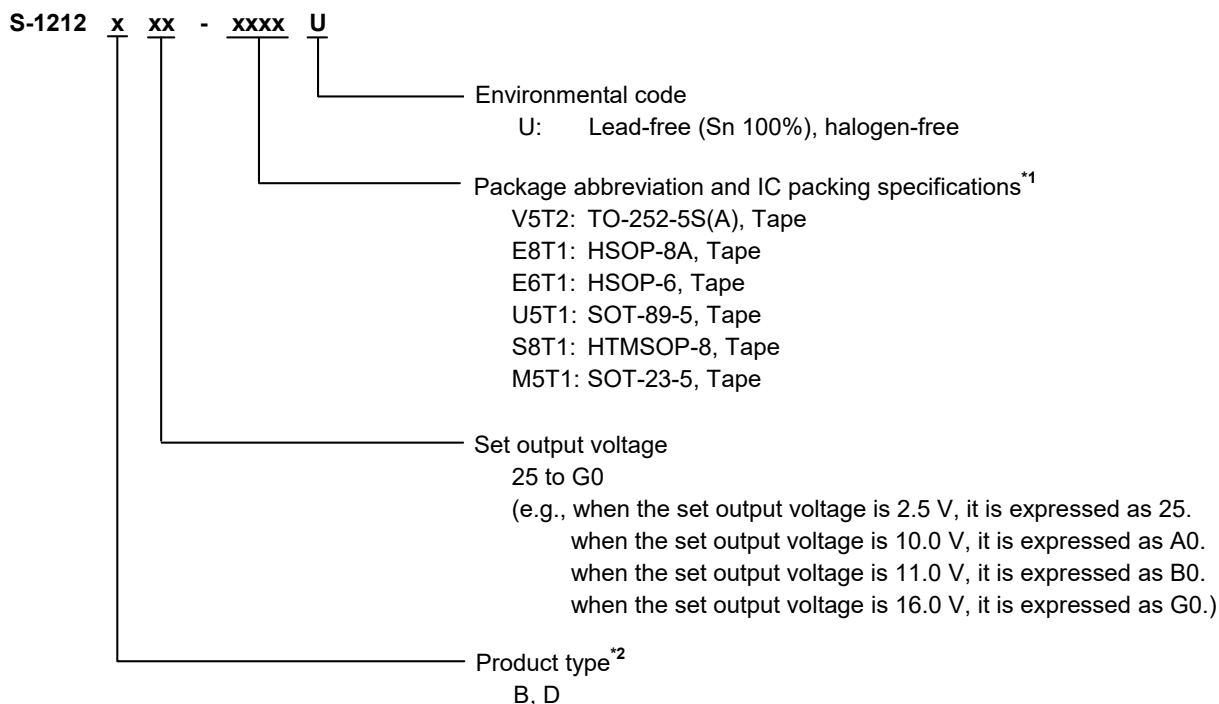 S-1212 x xx - xxxx U
Environmental code
U: Lead-free (Sn 100%), halogen-free
Package abbreviation and IC packing specifications*1
V5T2: TO-252-5S(A), Tape
E8T1: HSOP-8A, Tape
E6T1: HSOP-6, Tape
U5T1: SOT-89-5, Tape
S8T1: HTMSOP-8, Tape
M5T1: SOT-23-5, Tape
Set output voltage
25 to G0
(e.g., when the set output voltage is 2.5 V, it is expressed as 25.
when the set output voltage is 10.0 V, it is expressed as A0.
when the set output voltage is 11.0 V, it is expressed as B0.
when the set output voltage is 16.0 V, it is expressed as G0.)
Product type*2
B, D